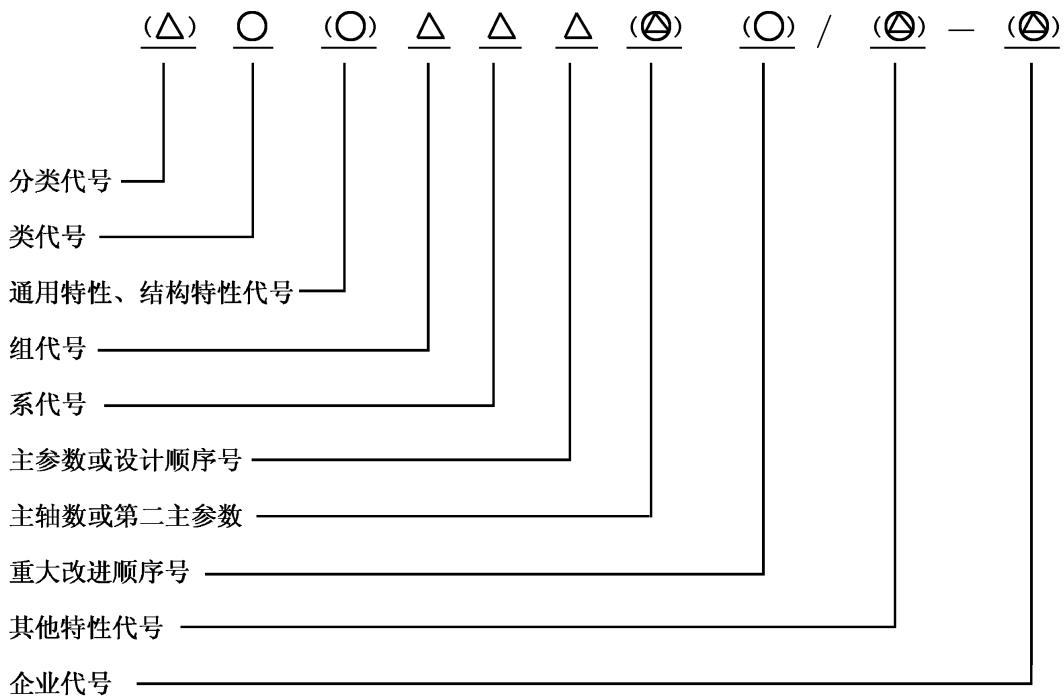 (△) ○ (○) △ △ △ (◬) (○) / (◬) — (◬)
分类代号
类代号
通用特性、结构特性代号
组代号
系代号
主参数或设计顺序号
主轴数或第二主参数
重大改进顺序号
其他特性代号
企业代号